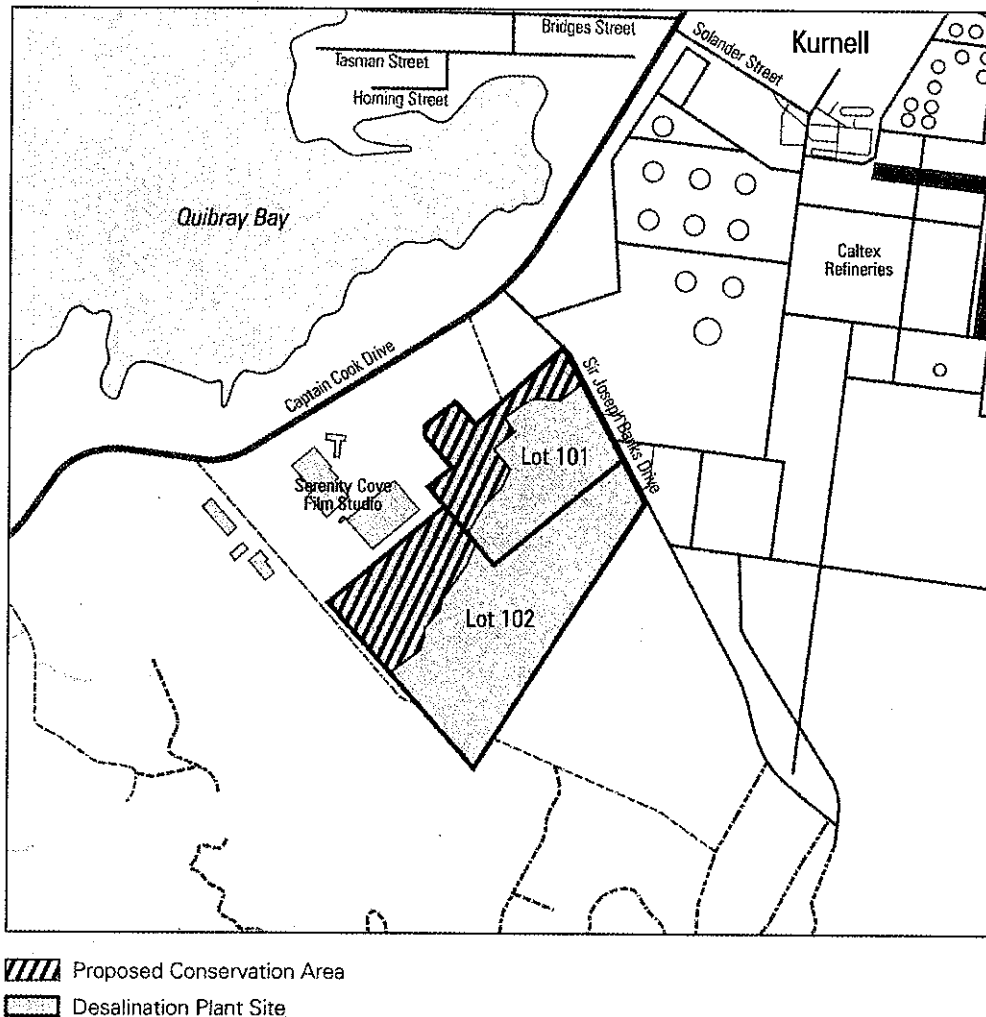 Bridges Street
Solander Street
Kurnell
Tasman Street
Horning Street
Quibray Bay
Caltex
Refineries
Captain Cook Drive
Sir Joseph Banks Drive
Lot 101
Serenity Cove
Film Studio
Lot 102
Proposed Conservation Area
Desalination Plant Site